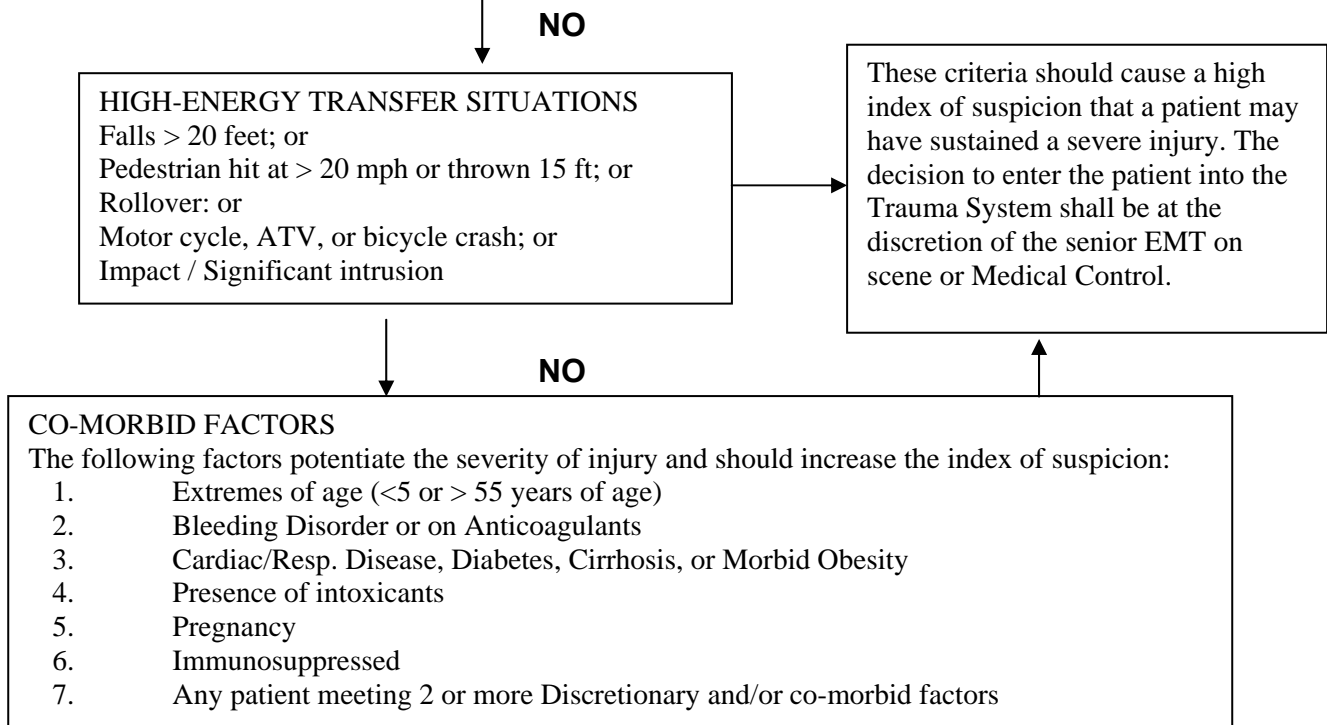 NO
HIGH-ENERGY TRANSFER SITUATIONS
Falls > 20 feet; or
Pedestrian hit at > 20 mph or thrown 15 ft; or
Rollover: or
Motor cycle, ATV, or bicycle crash; or
Impact / Significant intrusion
These criteria should cause a high
index of suspicion that a patient may
have sustained a severe injury. The
decision to enter the patient into the
Trauma System shall be at the
discretion of the senior EMT on
scene or Medical Control.
NO
CO-MORBID FACTORS
The following factors potentiate the severity of injury and should increase the index of suspicion:
1. Extremes of age (<5 or > 55 years of age)
2. Bleeding Disorder or on Anticoagulants
3. Cardiac/Resp. Disease, Diabetes, Cirrhosis, or Morbid Obesity
4. Presence of intoxicants
5. Pregnancy
6. Immunosuppressed
7. Any patient meeting 2 or more Discretionary and/or co-morbid factors